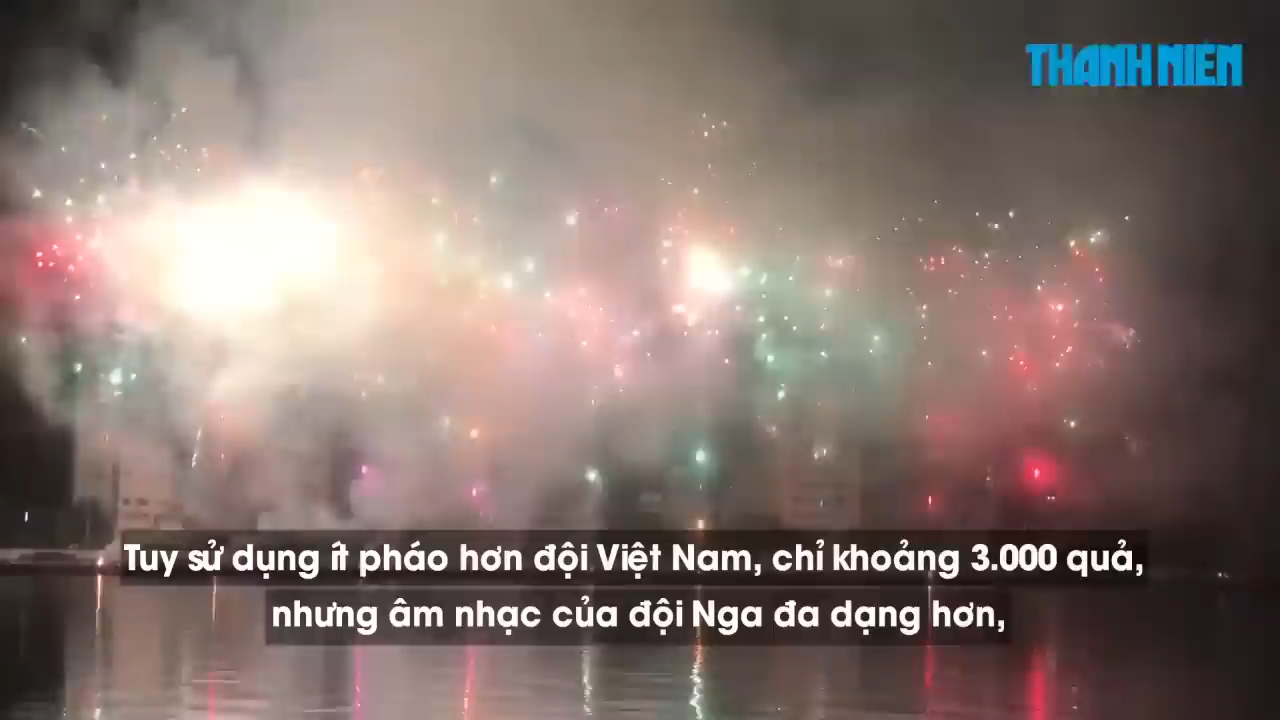 THANH NIÊN
Tuy sử dụng ít pháo hơn đội Việt Nam, chỉ khoảng 3.000 quả,
nhưng âm nhạc của đội Nga đa dạng hơn,